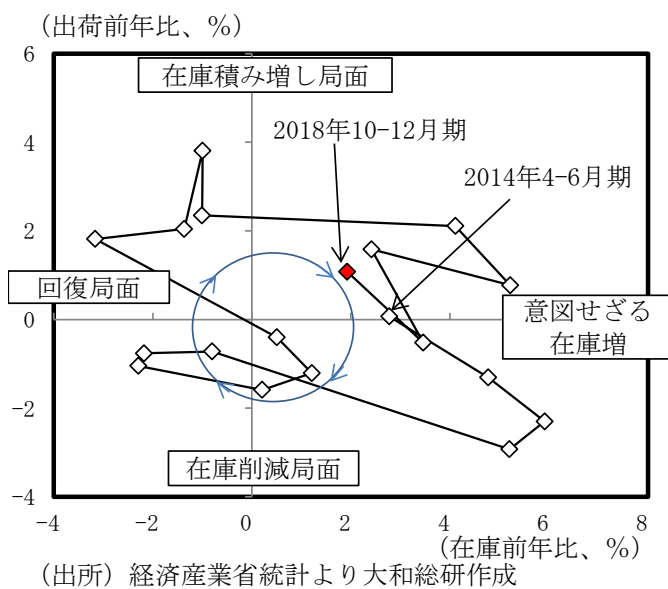 （出荷前年比、%）
6
在庫積み増し局面
2018年10-12月期
4
2014年4-6月期
2
回復局面
0
意図せざる
在庫増
-2
在庫削減局面
-4
-4 -2 0 2 4 6 8
（在庫前年比、%）
（出所）経済産業省統計より大和総研作成